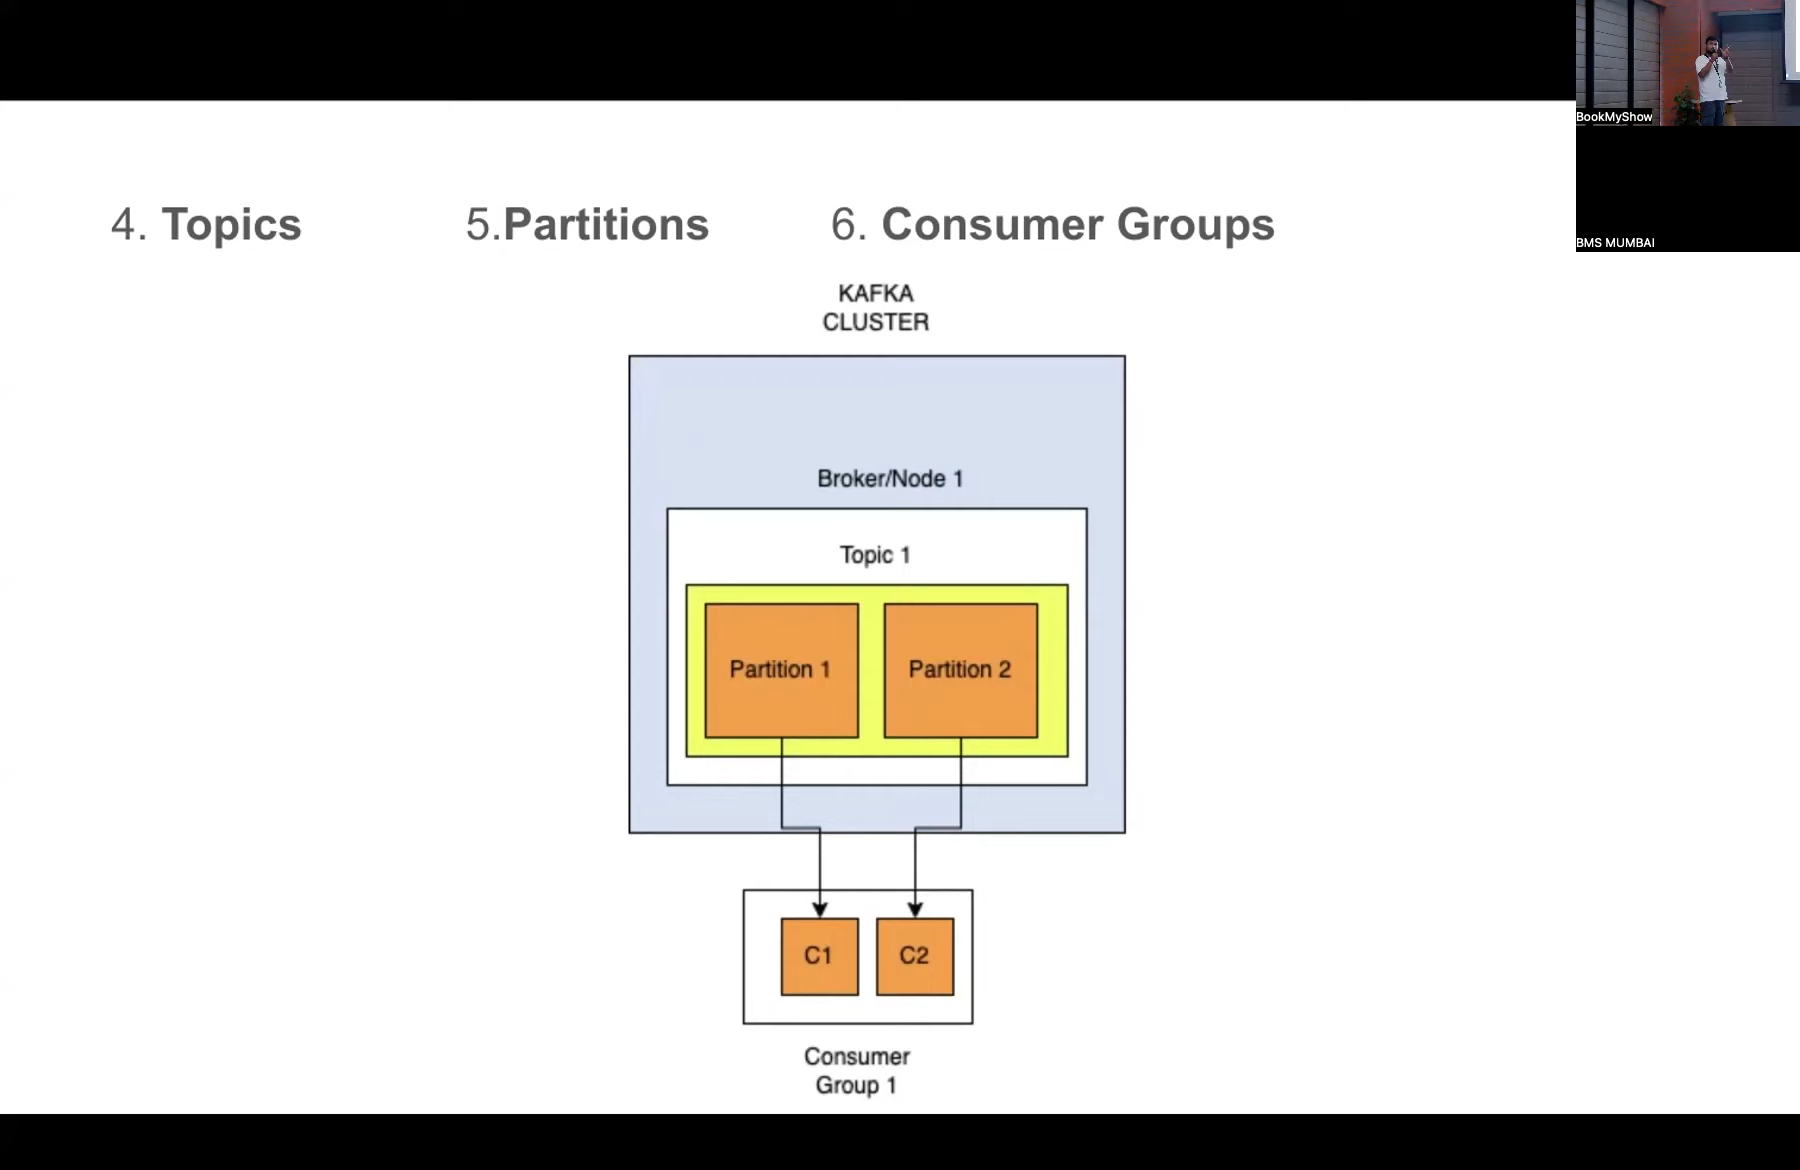 BookMyShow
BMS MUMBAI
4. Topics
5.Partitions
6. Consumer Groups
KAFKA
CLUSTER
Broker/Node 1
Topic 1
Partition 1
Partition 2
C1
C2
Consumer
Group 1